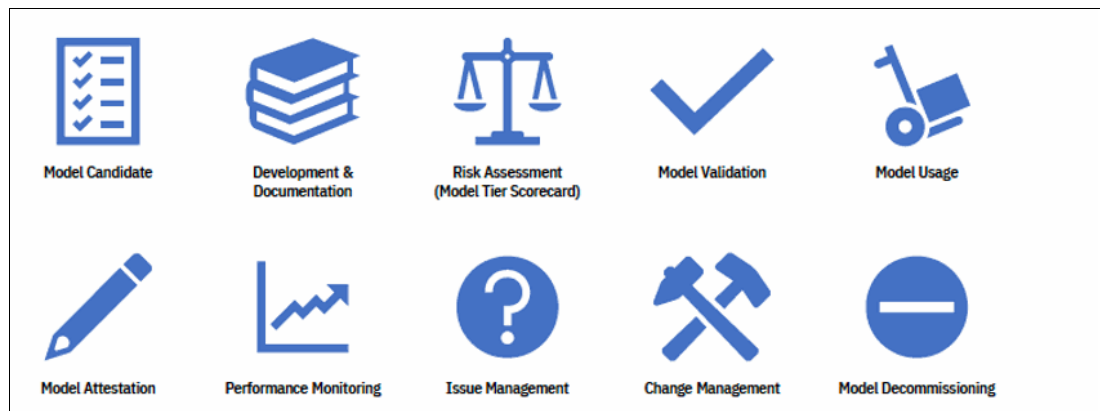 Model Candidate
Development &
Documentation
Risk Assessment
(Model Tier Scorecard)
Model Validation
Model Usage
Model Attestation
Performance Monitoring
Issue Management
Change Management
Model Decommissioning